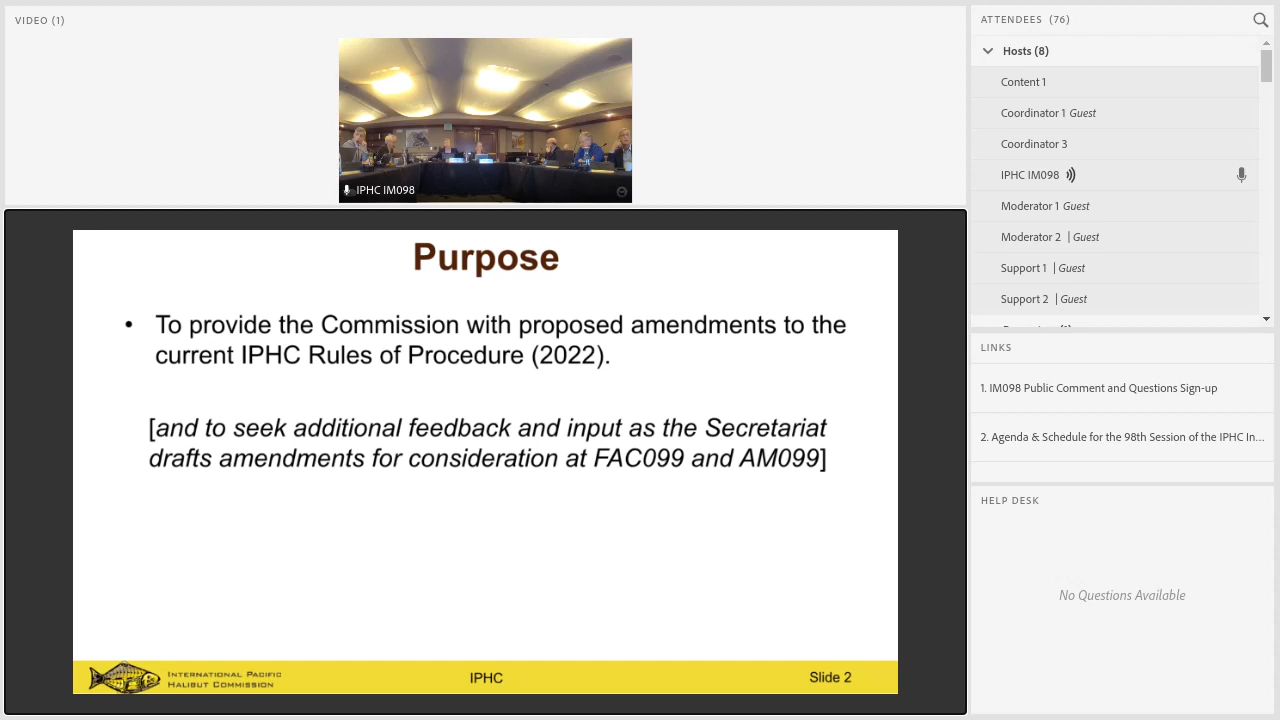 VIDEO (1)
IPHC IM098
Purpose
• To provide the Commission with proposed amendments to the
current IPHC Rules of Procedure (2022).
[and to seek additional feedback and input as the Secretariat
drafts amendments for consideration at FAC099 and AM099]
INTERNATIONAL PACIFIC
HALIBUT COMMISSION
IPHC
Slide 2
ATTENDEES (76)
Hosts (8)
Content 1
Coordinator 1 Guest
Coordinator 3
IPHC IM098
Moderator 1 Guest
Moderator 2 | Guest
Support 1 | Guest
Support 2 | Guest
LINKS
1. IM098 Public Comment and Questions Sign-up
2. Agenda & Schedule for the 98th Session of the IPHC In...
HELP DESK
No Questions Available